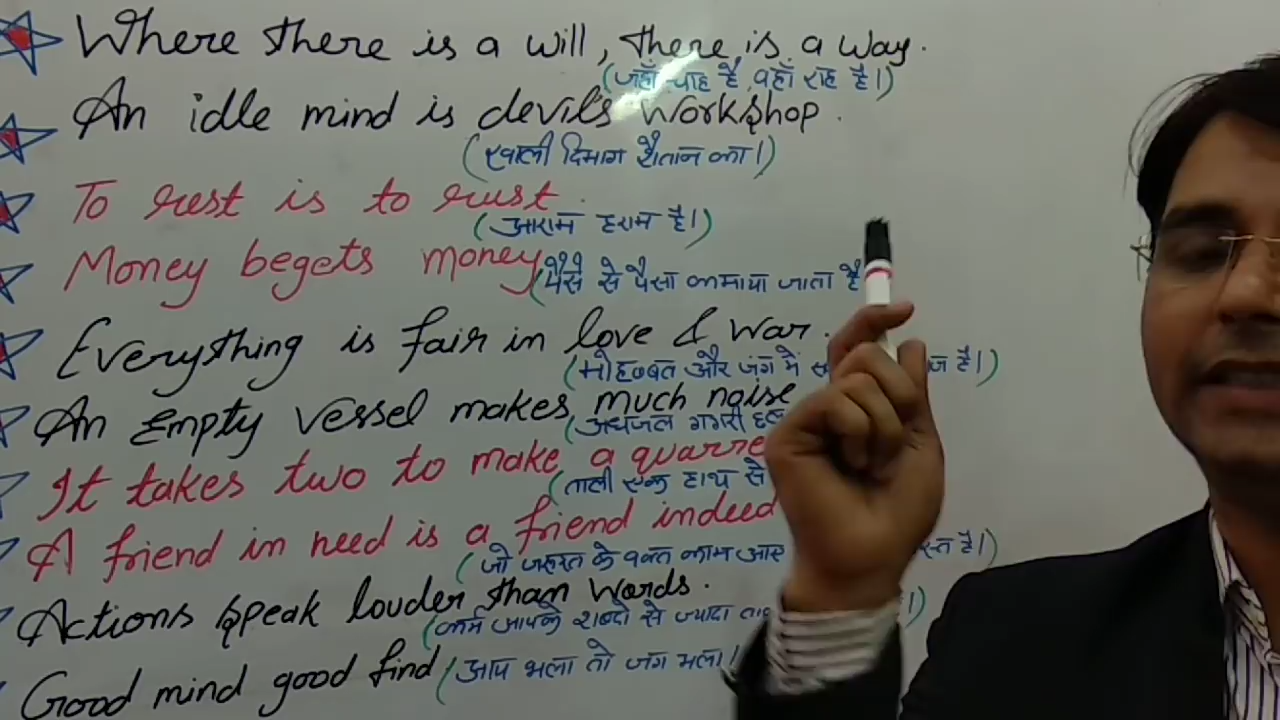 Where there is a will, there is a way.
(जहाँ चाह है, वहाँ राह है।)
An idle mind is devil's workshop.
(खाली दिमाग शैतान का।)
To rest is to rust.
(आराम हराम है।)
Money begets money
(पैसे से पैसा कमाया जाता है
Everything is fair in love & war.
(मोहब्बत और जंग में है।)
An Empty vessel makes much noise
(अधजल गगरी
It takes two to make a
(ताली एक हाथ से
A friend in need is a friend indeed
(जो जरूरत के वक्त काम आए है।)
Actions speak louder than words.
(कर्म आपके शब्दो से ज्यादा
Good mind good find
(आप भला तो जग भला।